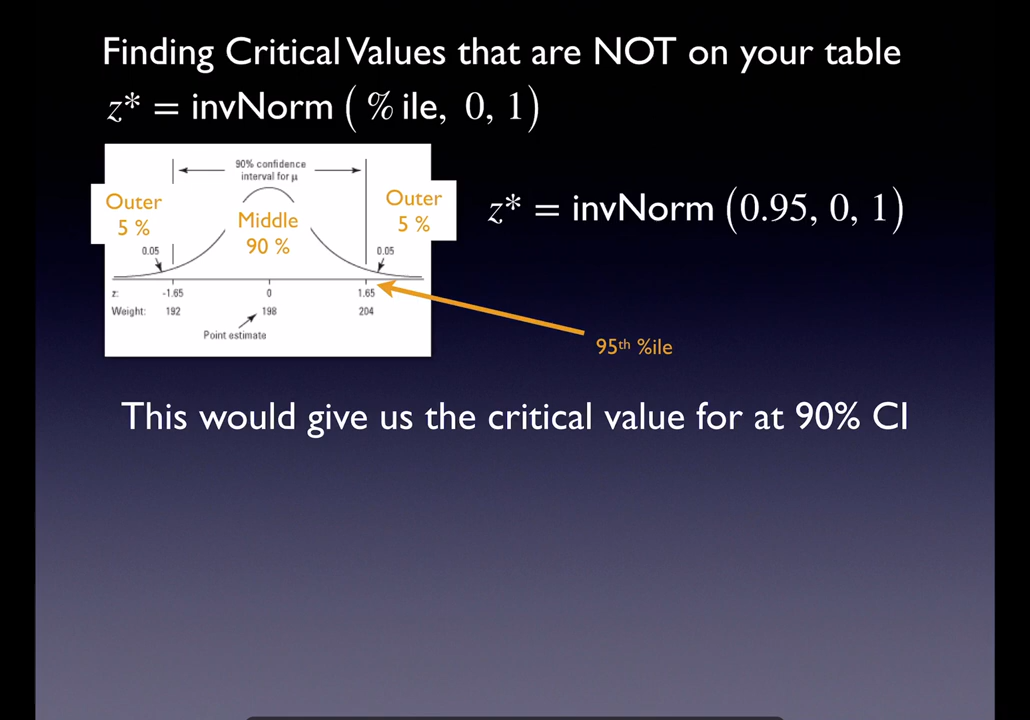 Finding Critical Values that are NOT on your table
z* = invNorm ( % ile, 0, 1 )
90% confidence
interval for μ
Outer
5 %
Middle
90 %
Outer
5 %
0.05
0.05
z: -1.65 0 1.65
Weight: 192 198 204
Point estimate
z* = invNorm (0.95, 0, 1)
95th %ile
This would give us the critical value for at 90% CI